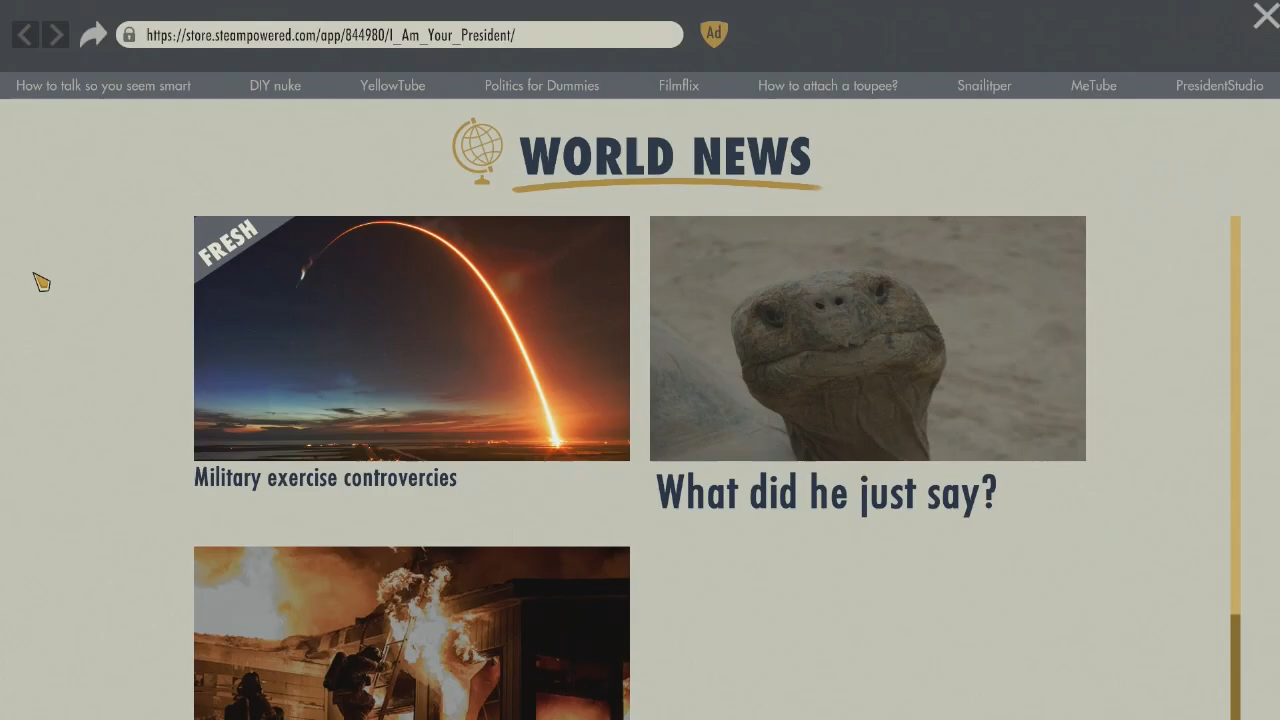 https://store.steampowered.com/app/844980/I_Am_Your_President/
Ad
How to talk so you seem smart
DIY nuke
YellowTube
Politics for Dummies
Filmflix
How to attach a toupee?
Snailitper
MeTube
PresidentStudio
WORLD NEWS
FRESH
Military exercise controvercies
What did he just say?